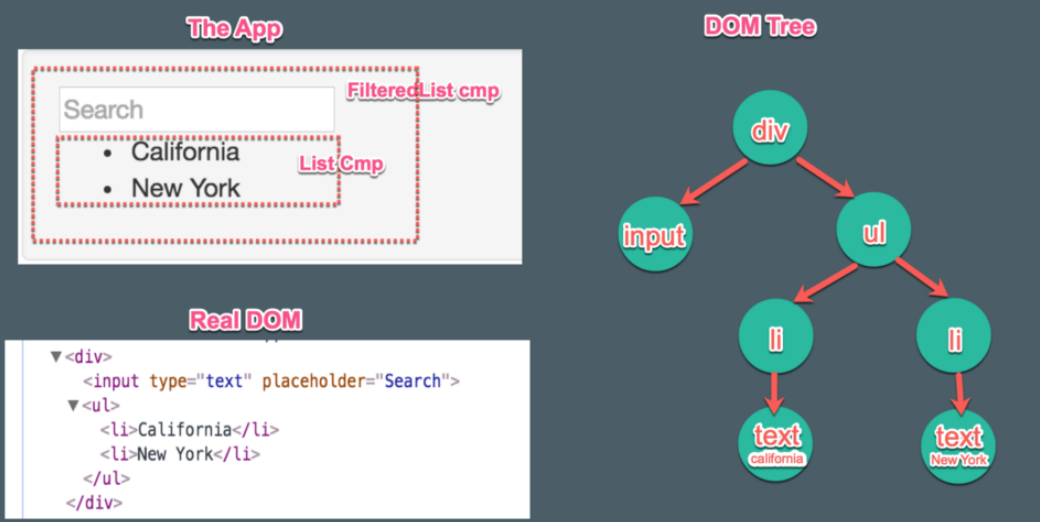 The App
FilteredList cmp
Search
• California
List Cmp
• New York
Real DOM
▼<div>
<input type="text" placeholder="Search">
▼<ul>
<li>California</li>
<li>New York</li>
</ul>
</div>
DOM Tree
div
input
ul
li
li
text
california
text
New York